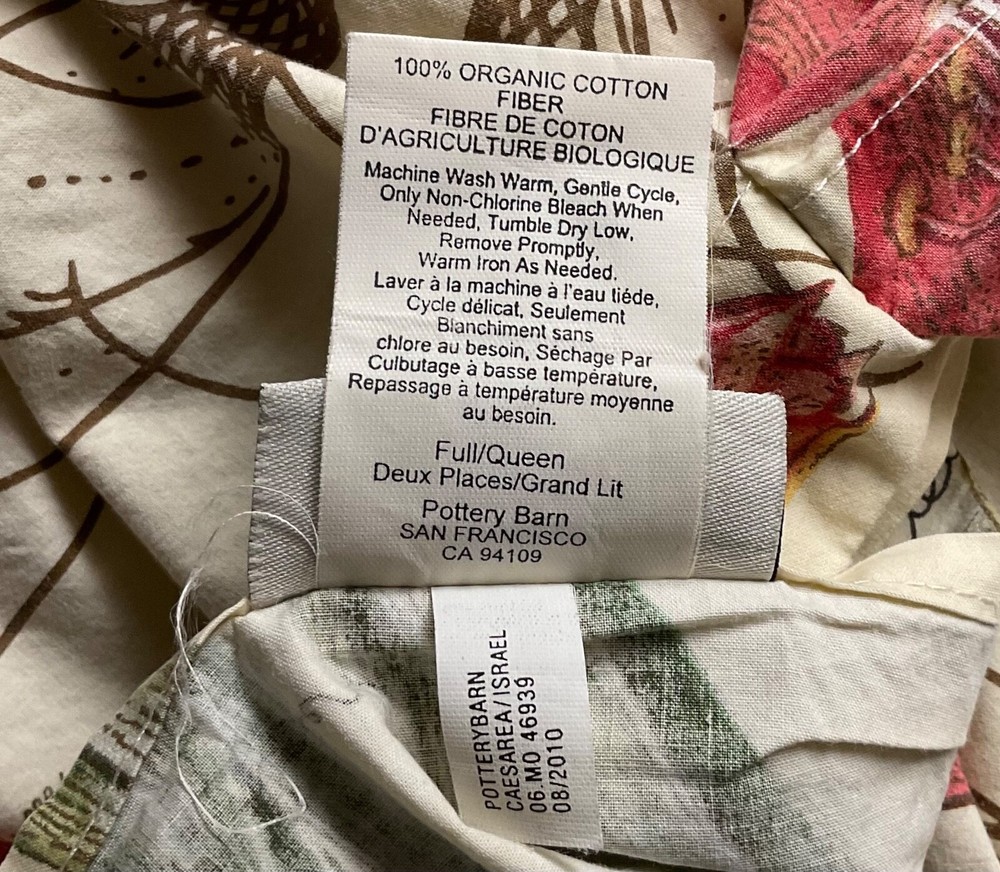 100% ORGANIC COTTON
FIBER
FIBRE DE COTON
D'AGRICULTURE BIOLOGIQUE
Machine Wash Warm, Gentle Cycle,
Only Non-Chlorine Bleach When
Needed, Tumble Dry Low,
Remove Promptly,
Warm Iron As Needed.
Laver à la machine à l'eau tiéde,
Cycle délicat, Seulement
Blanchiment sans
chlore au besoin, Séchage Par
Culbutage à basse température,
Repassage à température moyenne
au besoin.
Full/Queen
Deux Places/Grand Lit
Pottery Barn
SAN FRANCISCO
CA 94109
POTTERYBARN
CAESAREA/ISRAEL
06.MO 46939
08/2010